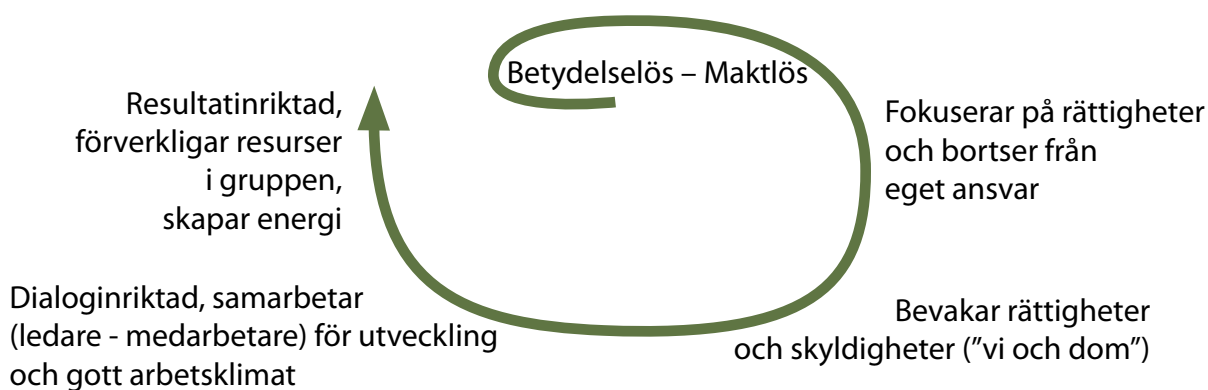 Betydelselös – Maktlös
Fokuserar på rättigheter
och bortser från
eget ansvar
Bevakar rättigheter
och skyldigheter (”vi och dom”)
Dialoginriktad, samarbetar
(ledare - medarbetare) för utveckling
och gott arbetsklimat
Resultatinriktad,
förverkligar resurser
i gruppen,
skapar energi